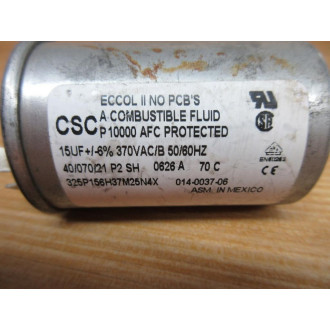 ECCOL II NO PCB'S
CSC A COMBUSTIBLE FLUID
P10000 AFC PROTECTED
15UF+/-6% 370VAC/B 50/60HZ
40/070/21 P2 SH 0626 A 70 C
325P156H37M25N4X 014-0037-06
ASM. IN MEXICO